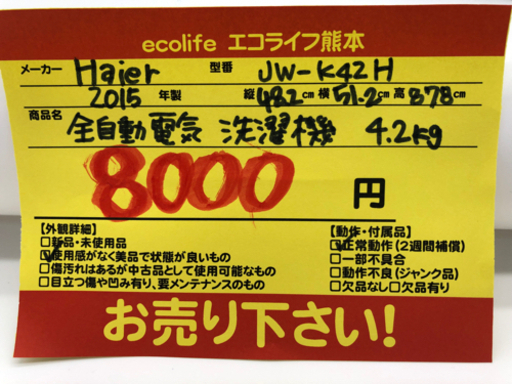 ecolife エコライフ熊本
メーカー Haier 型番 JW-K42H
2015 年製 縦 48.2 cm 横 51.2 cm 高 87.8 cm
商品名 全自動電気 洗濯機 4.2kg
8000 円
【外観詳細】 【動作・付属品】
□新品・未使用品 ☑正常動作(2週間補償)
☑使用感がなく美品で状態が良いもの □一部不具合
□傷汚れはあるが中古品として使用可能なもの □動作不良(ジャンク品)
□目立つ傷や凹み有り、要メンテナンスのもの □欠品なし□欠品有り
お売り下さい!